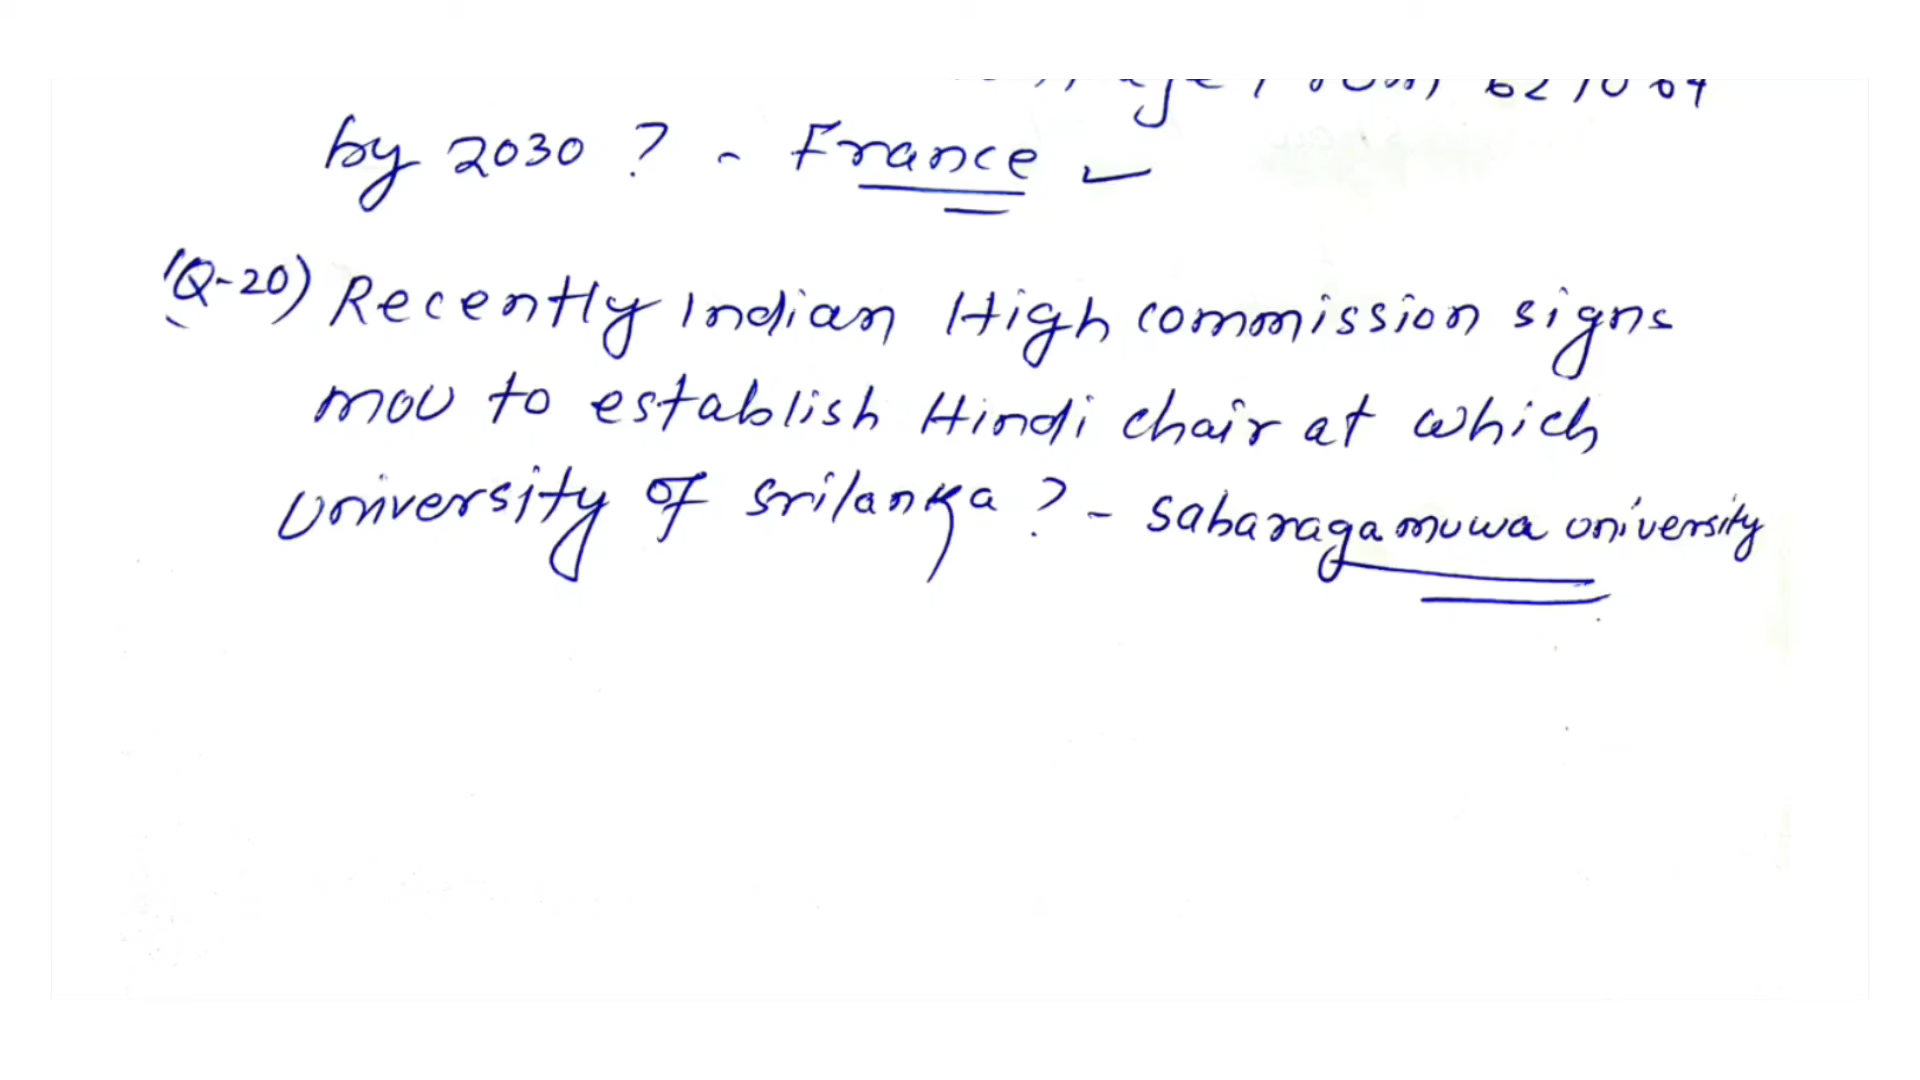 by 2030 ? - France
(Q-20) Recently Indian High commission signs
mou to establish Hindi chair at which
University of Srilanka ? - Sabaragamuwa university